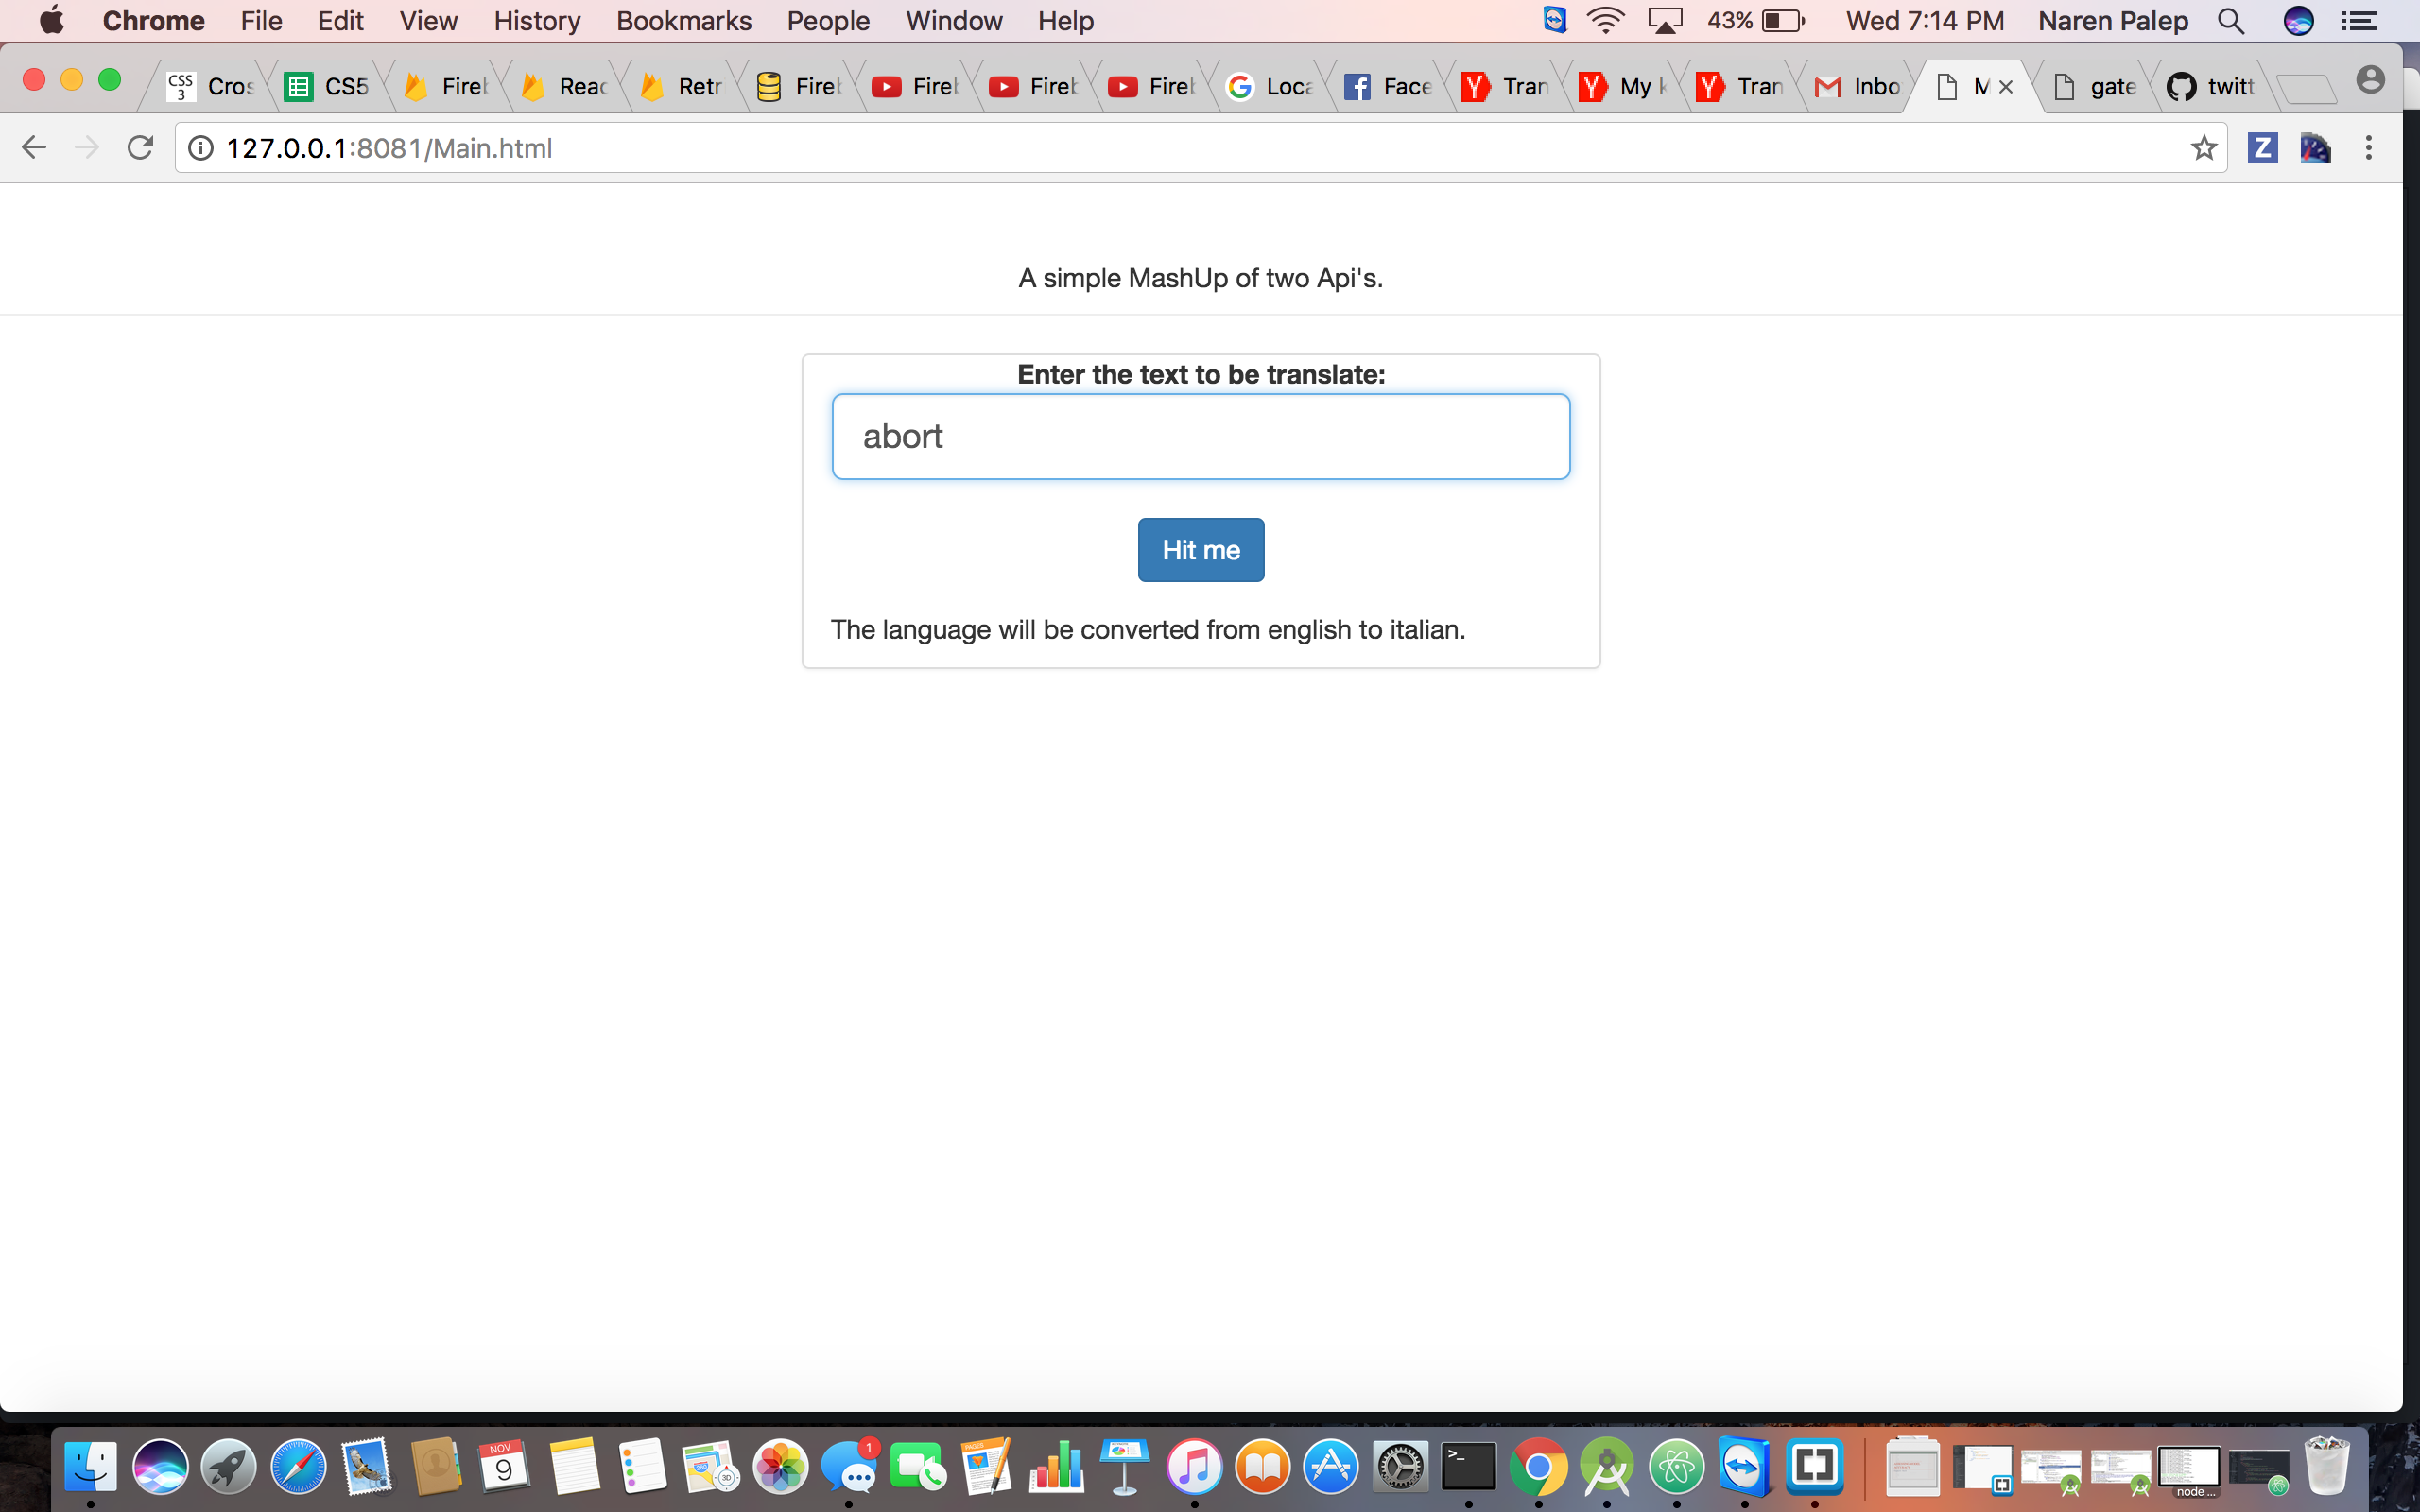 Chrome File Edit View History Bookmarks People Window Help 43% Wed 7:14 PM Naren Palep
CSS 3 Cros CS5 Fireb Reac Retr Fireb Fireb Fireb Fireb Loca Face Tran My k Tran Inbo M gate twitt
127.0.0.1:8081/Main.html Z
A simple MashUp of two Api's.
Enter the text to be translate:
abort
Hit me
The language will be converted from english to italian.
NOV
9
3D
1
PAGES
>_
node ...